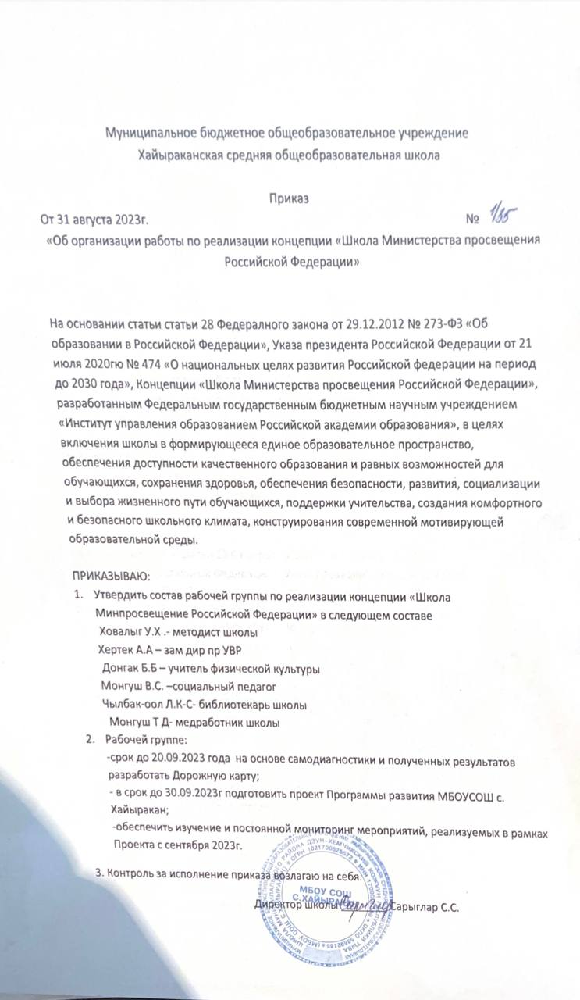 Муниципальное бюджетное общеобразовательное учреждение
Хайыраканская средняя общеобразовательная школа
Приказ
От 31 августа 2023г. № 1/35
«Об организации работы по реализации концепции «Школа Министерства просвещения
Российской Федерации»
На основании статьи статьи 28 Федералного закона от 29.12.2012 № 273-ФЗ «Об
образовании в Российской Федерации», Указа президента Российской Федерации от 21
июля 2020гю № 474 «О национальных целях развития Российской федерации на период
до 2030 года», Концепции «Школа Министерства просвещения Российской Федерации»,
разработанным Федеральным государственным бюджетным научным учреждением
«Институт управления образованием Российской академии образования», в целях
включения школы в формирующееся единое образовательное пространство,
обеспечения доступности качественного образования и равных возможностей для
обучающихся, сохранения здоровья, обеспечения безопасности, развития, социализации
и выбора жизненного пути обучающихся, поддержки учительства, создания комфортного
и безопасного школьного климата, конструирования современной мотивирующей
образовательной среды.
ПРИКАЗЫВАЮ:
1. Утвердить состав рабочей группы по реализации концепции «Школа
Минпросвещение Российской Федерации» в следующем составе
Ховалыг У.Х .- методист школы
Хертек А.А – зам дир пр УВР
Донгак Б.Б – учитель физической культуры
Монгуш В.С. –социальный педагог
Чылбак-оол Л.К-С- библиотекарь школы
Монгуш Т Д- медработник школы
2. Рабочей группе:
-срок до 20.09.2023 года на основе самодиагностики и полученных результатов
разработать Дорожную карту;
- в срок до 30.09.2023г подготовить проект Программы развития МБОУСОШ с.
Хайыракан;
-обеспечить изучение и постоянной мониторинг мероприятий, реализуемых в рамках
Проекта с сентября 2023г.
3. Контроль за исполнение приказа возлагаю на себя.
МБОУ СОШ
Директор школы Сарыглар С.С.